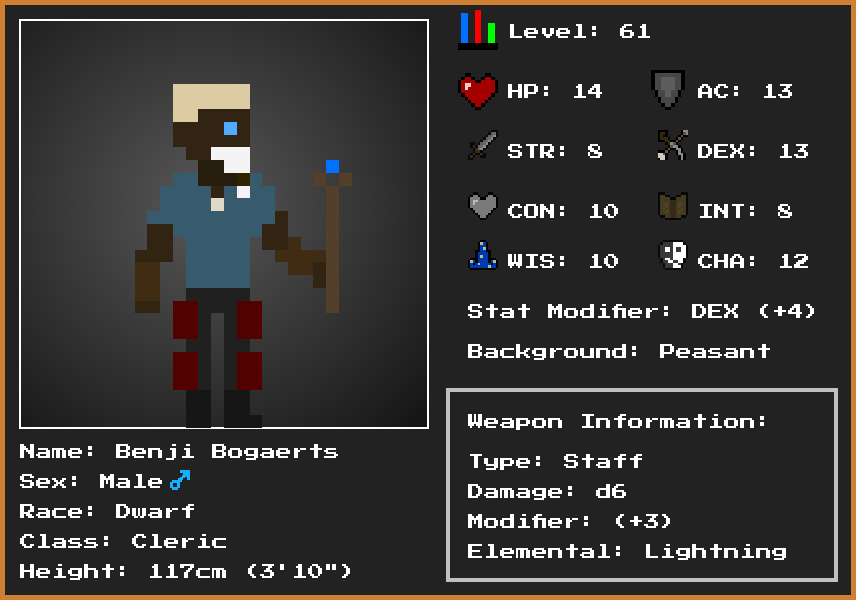 Level: 61
HP: 14
AC: 13
STR: 8
DEX: 13
CON: 10
INT: 8
WIS: 10
CHA: 12
Stat Modifier: DEX (+4)
Background: Peasant
Weapon Information:
Type: Staff
Damage: d6
Modifier: (+3)
Elemental: Lightning
Name: Benji Bogaerts
Sex: Male ♂
Race: Dwarf
Class: Cleric
Height: 117cm (3'10")